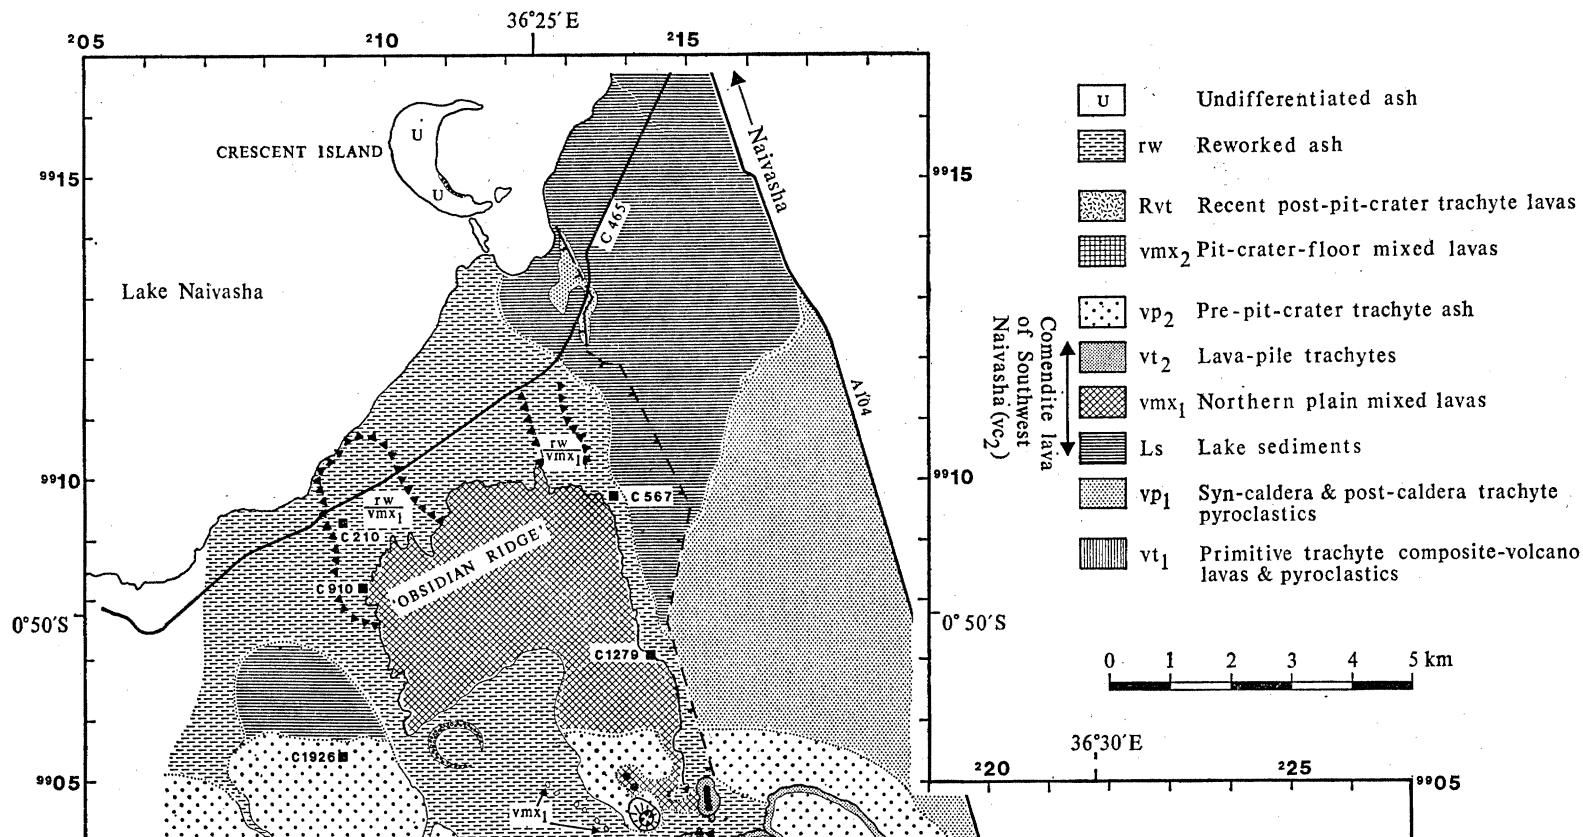 36°25′E
²05
²10
²15
CRESCENT ISLAND
U
U
Naivasha
⁹⁹15
⁹⁹15
C 465
Lake Naivasha
A104
rw
vmx₁
⁹⁹10
⁹⁹10
C 567
rw
vmx₁
C 210
'OBSIDIAN RIDGE'
C 910
0°50′S
0°50′S
C1279
C1926
⁹⁹05
vmx₁
36°30′E
²20
²25
⁹⁹05
U Undifferentiated ash
rw Reworked ash
Rvt Recent post-pit-crater trachyte lavas
vmx₂ Pit-crater-floor mixed lavas
vp₂ Pre-pit-crater trachyte ash
vt₂ Lava-pile trachytes
vmx₁ Northern plain mixed lavas
Ls Lake sediments
vp₁ Syn-caldera & post-caldera trachyte
pyroclastics
vt₁ Primitive trachyte composite-volcano
lavas & pyroclastics
Comendite lava
of Southwest
Naivasha (vc₂)
0 1 2 3 4 5 km